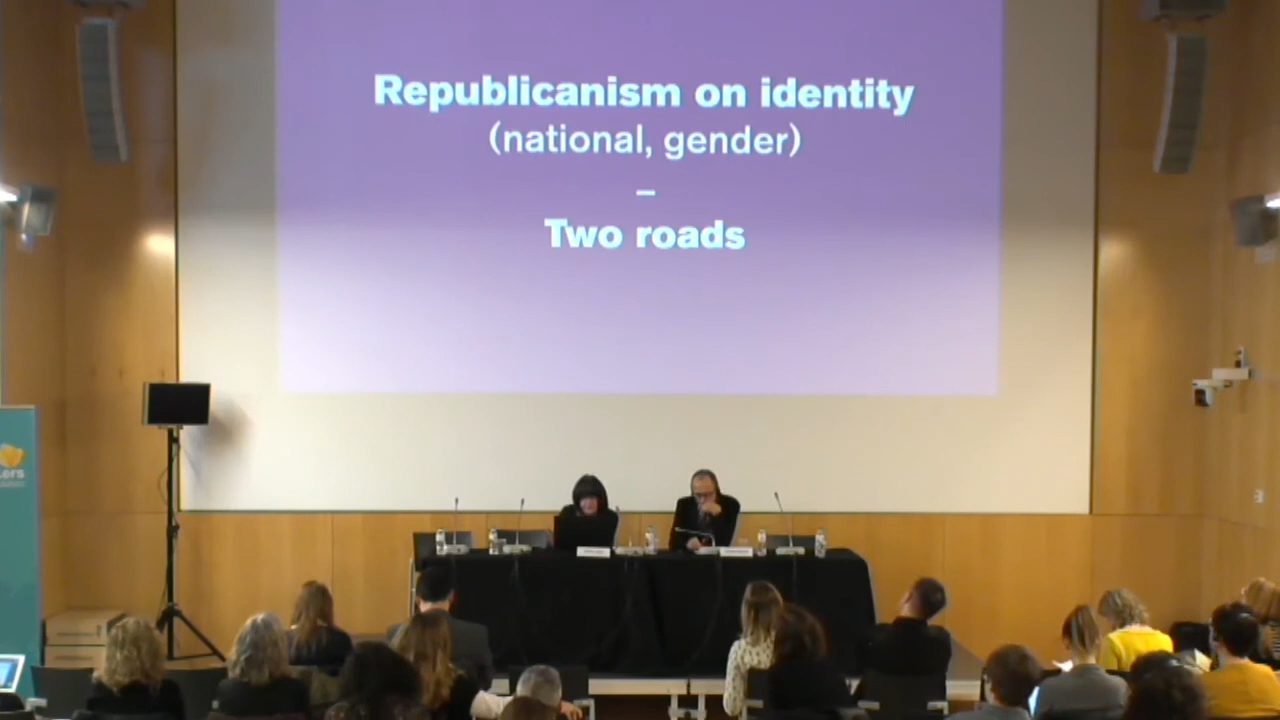 Republicanism on identity
(national, gender)
–
Two roads